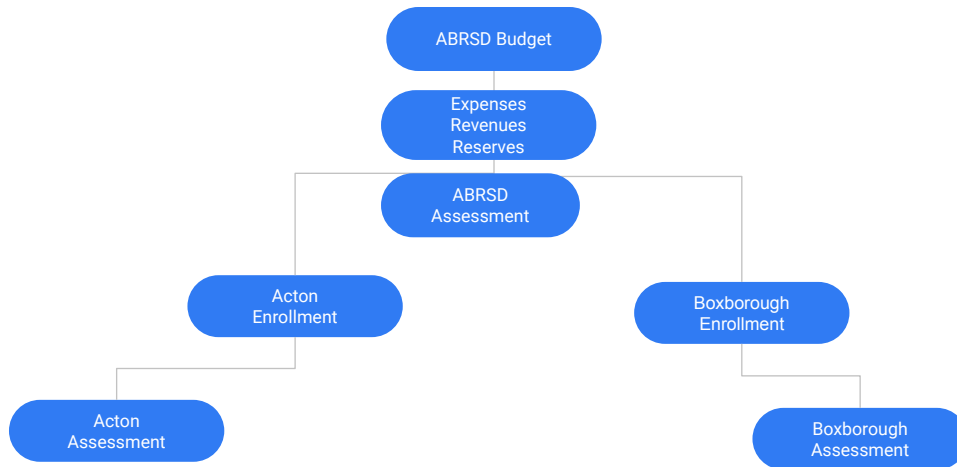 ABRSD Budget
Expenses
Revenues
Reserves
ABRSD
Assessment
Acton
Enrollment
Boxborough
Enrollment
Acton
Assessment
Boxborough
Assessment